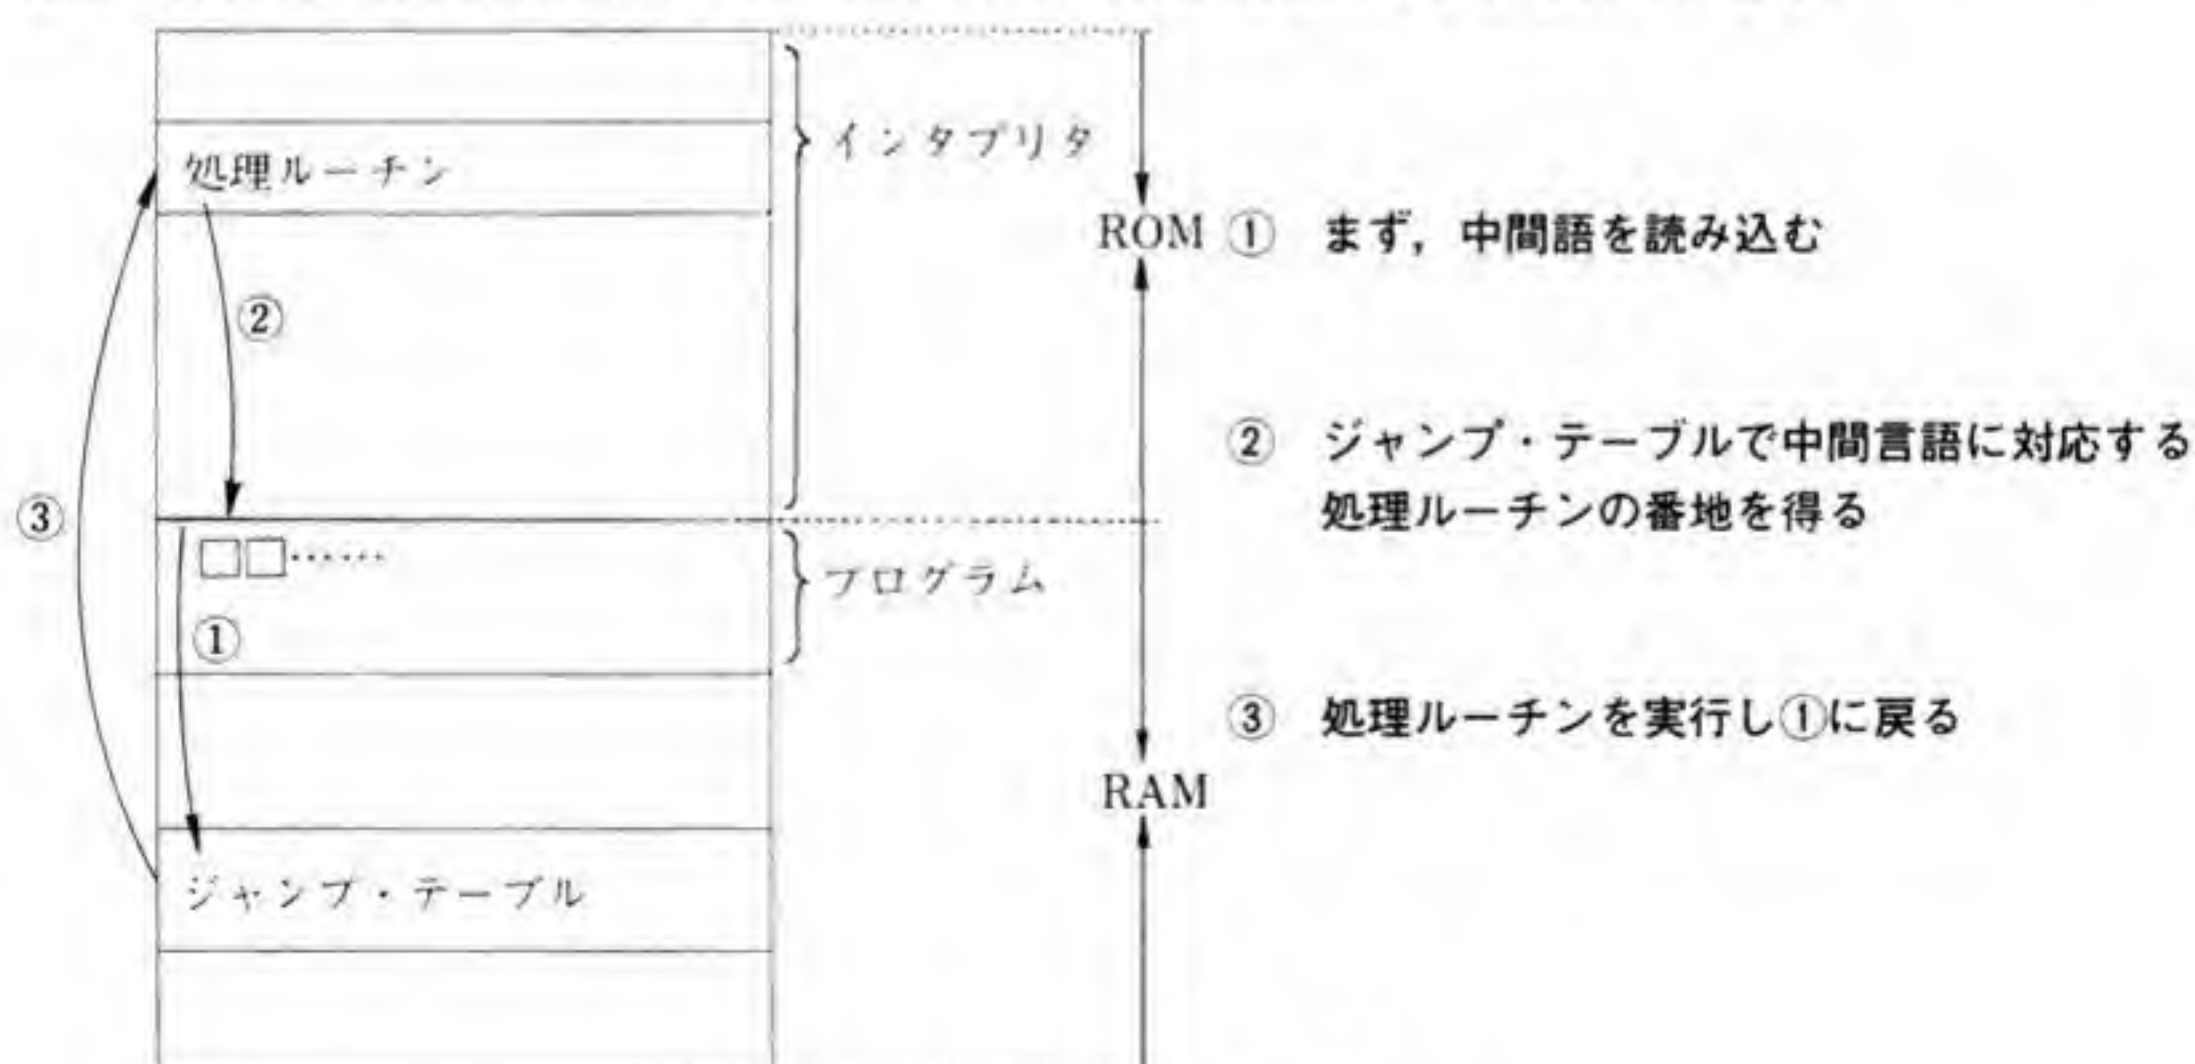 処理ルーチン
インタプリタ
②
③
□□……
①
プログラム
ジャンプ・テーブル
ROM
RAM
① まず，中間語を読み込む
② ジャンプ・テーブルで中間言語に対応する
処理ルーチンの番地を得る
③ 処理ルーチンを実行し①に戻る